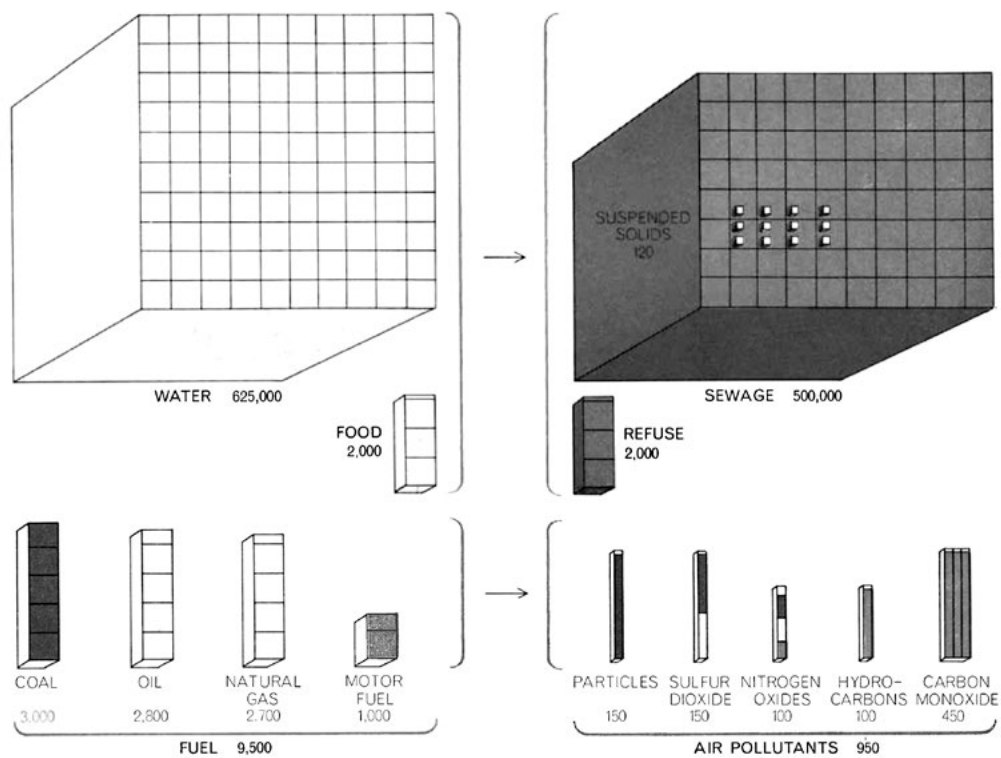 WATER 625,000
FOOD
2,000
SUSPENDED
SOLIDS
120
SEWAGE 500,000
REFUSE
2,000
COAL
3,000
OIL
2,800
NATURAL
GAS
2,700
MOTOR
FUEL
1,000
FUEL 9,500
PARTICLES
150
SULFUR
DIOXIDE
150
NITROGEN
OXIDES
100
HYDRO-
CARBONS
100
CARBON
MONOXIDE
450
AIR POLLUTANTS 950